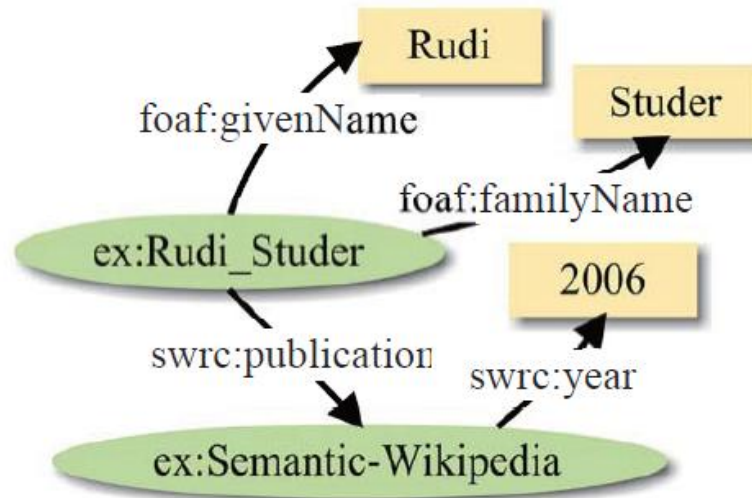 Rudi
foaf:givenName
Studer
foaf:familyName
ex:Rudi_Studer
2006
swrc:publication
swrc:year
ex:Semantic-Wikipedia